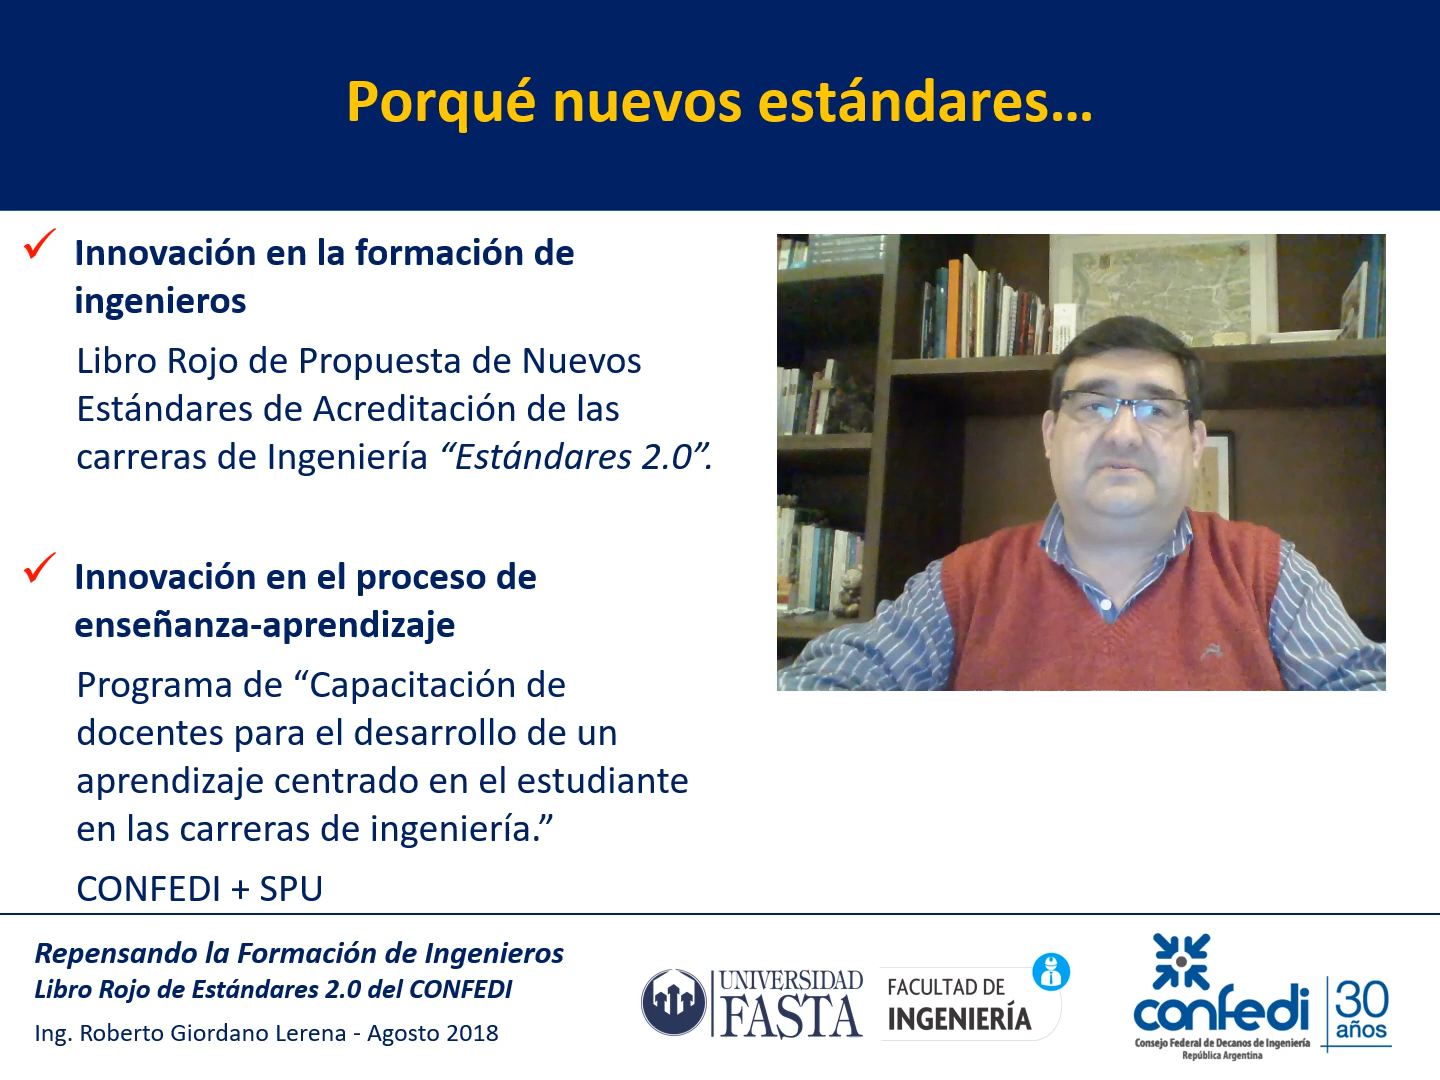 Porqué nuevos estándares...
Innovación en la formación de
ingenieros
Libro Rojo de Propuesta de Nuevos
Estándares de Acreditación de las
carreras de Ingeniería “Estándares 2.0”.
Innovación en el proceso de
enseñanza-aprendizaje
Programa de “Capacitación de
docentes para el desarrollo de un
aprendizaje centrado en el estudiante
en las carreras de ingeniería.”
CONFEDI + SPU
Repensando la Formación de Ingenieros
Libro Rojo de Estándares 2.0 del CONFEDI
Ing. Roberto Giordano Lerena - Agosto 2018
UNIVERSIDAD
FASTA
FACULTAD DE
INGENIERÍA
confedi
Consejo Federal de Decanos de Ingeniería
República Argentina
30
años